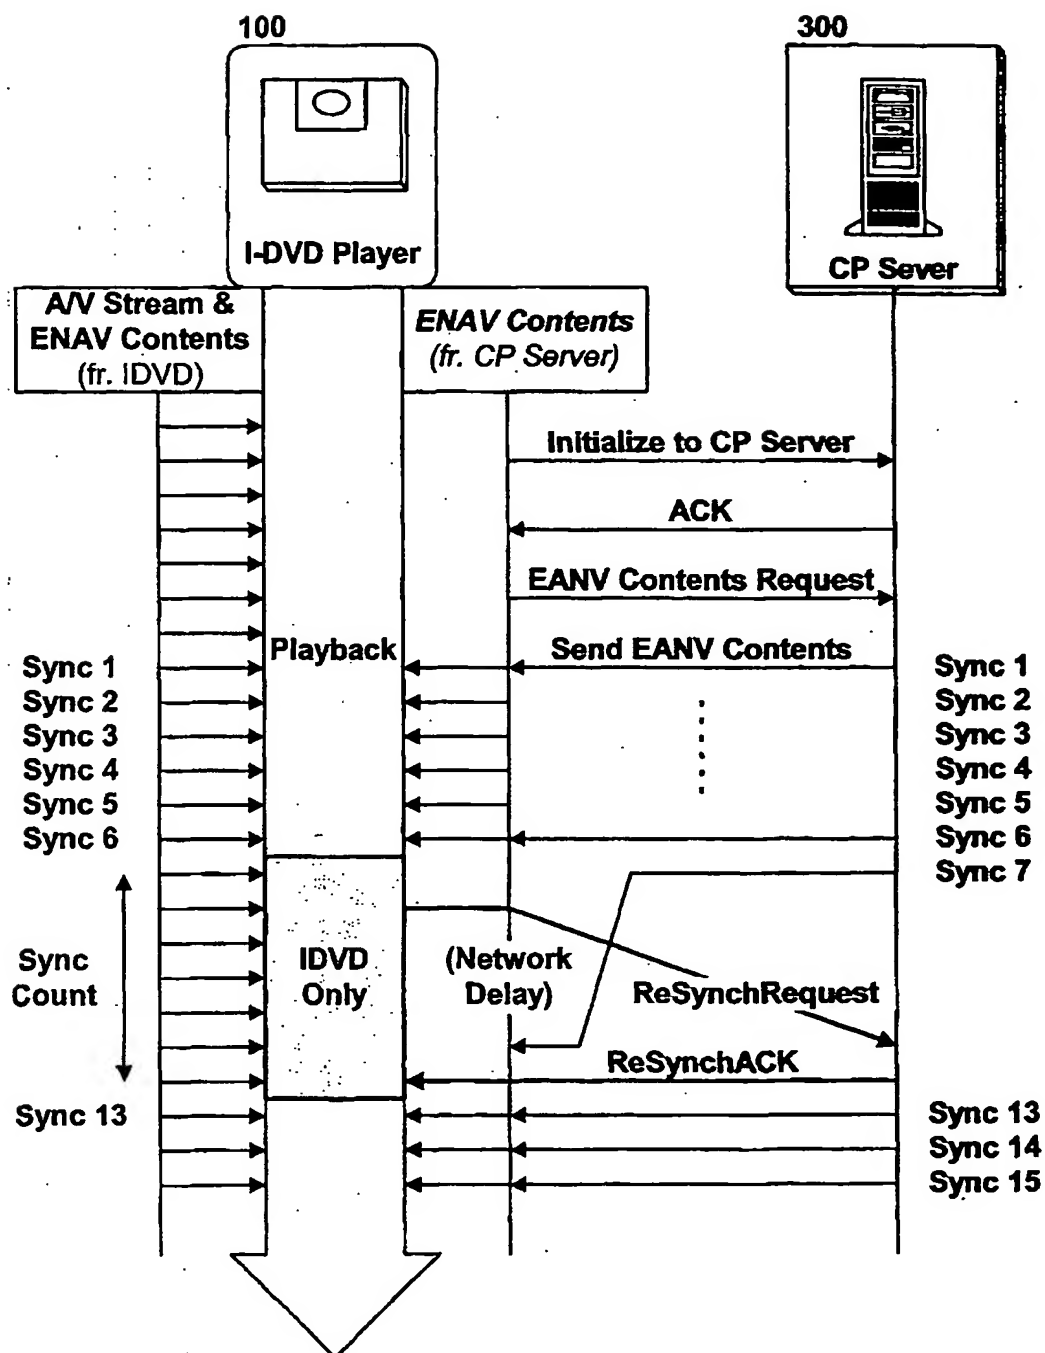 100
300
I-DVD Player
CP Sever
A/V Stream &
ENAV Contents
(fr. IDVD)
ENAV Contents
(fr. CP Server)
Initialize to CP Server
ACK
EANV Contents Request
Playback
Send EANV Contents
Sync 1
Sync 1
Sync 2
Sync 2
Sync 3
Sync 3
Sync 4
Sync 4
Sync 5
Sync 5
Sync 6
Sync 6
Sync 7
Sync
Count
IDVD
Only
(Network
Delay)
ReSynchRequest
ReSynchACK
Sync 13
Sync 13
Sync 14
Sync 15